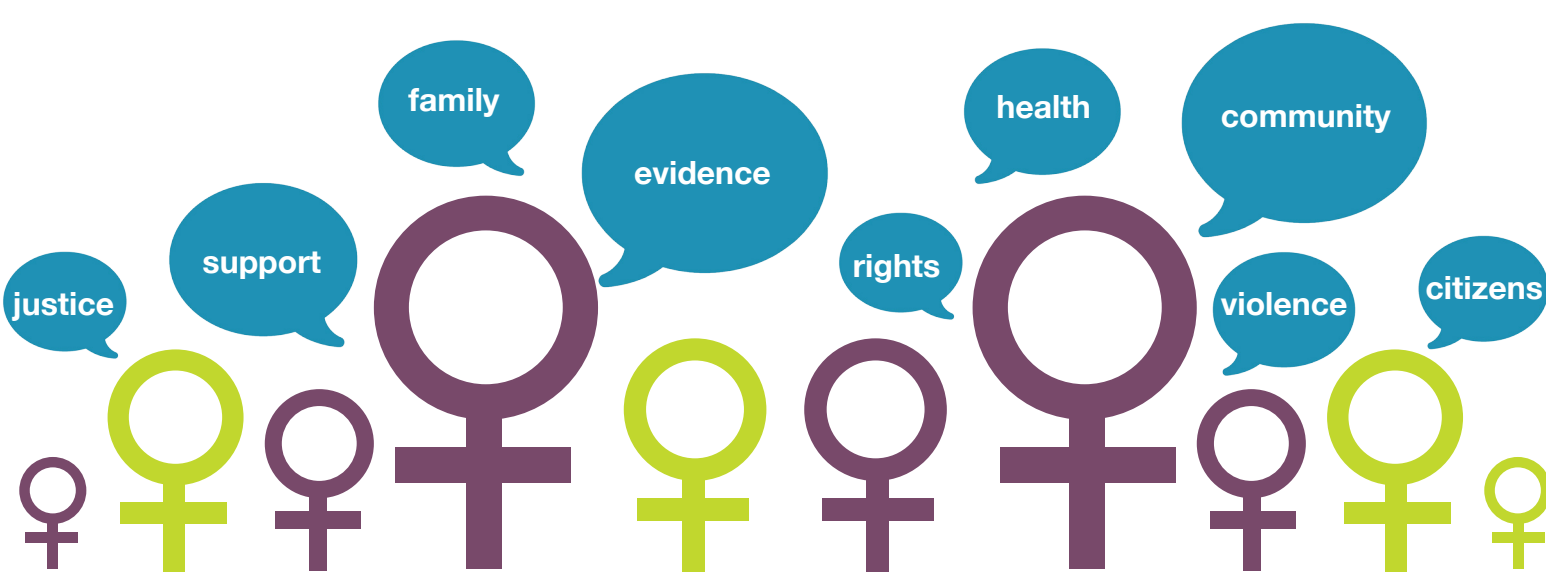 family
evidence
health
community
support
rights
justice
violence
citizens